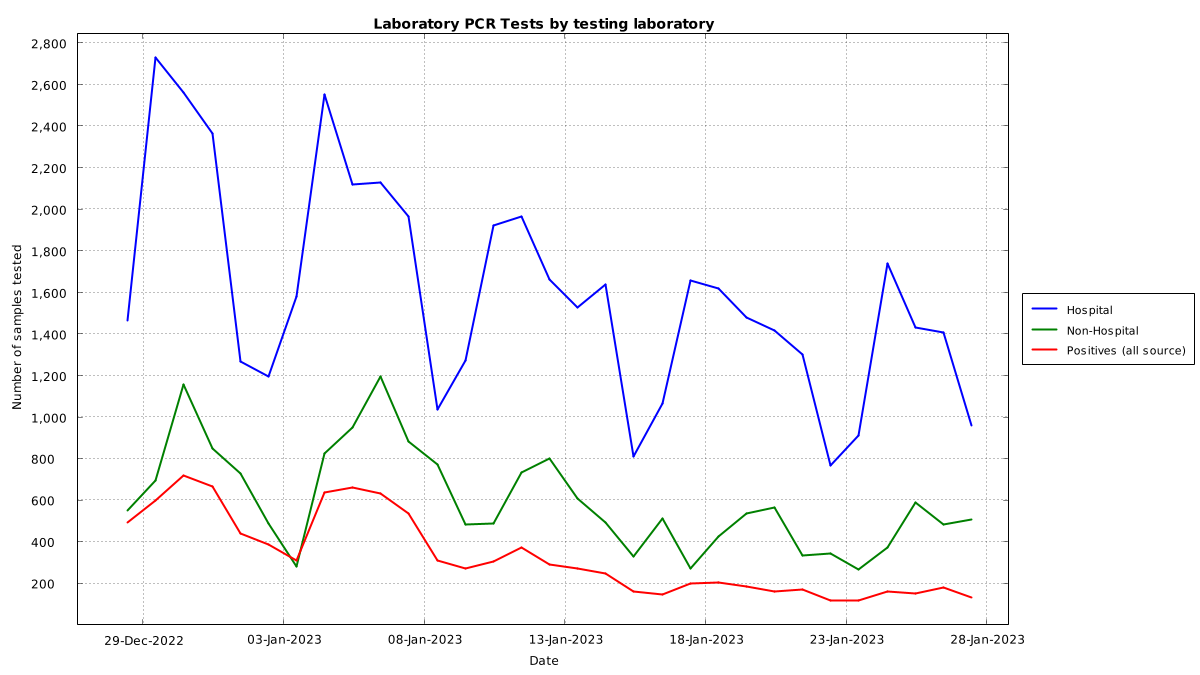 Laboratory PCR Tests by testing laboratory
2,800
2,600
2,400
2,200
2,000
1,800
1,600
1,400
1,200
1,000
800
600
400
200
Number of samples tested
29-Dec-2022 03-Jan-2023 08-Jan-2023 13-Jan-2023 18-Jan-2023 23-Jan-2023 28-Jan-2023
Date
Hospital
Non-Hospital
Positives (all source)